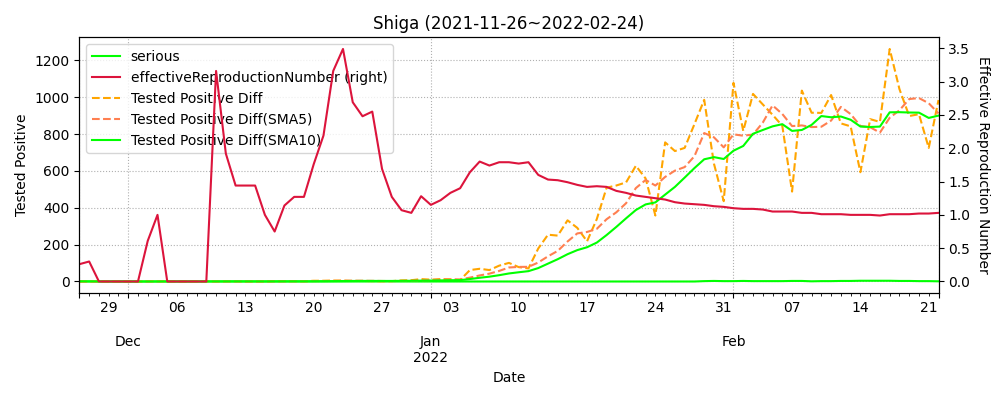 Shiga (2021-11-26~2022-02-24)
serious
effectiveReproductionNumber (right)
Tested Positive Diff
Tested Positive Diff(SMA5)
Tested Positive Diff(SMA10)
Tested Positive
1200
1000
800
600
400
200
0
3.5
3.0
2.5
2.0
1.5
1.0
0.5
0.0
Effective Reproduction Number
29 06 13 20 27 03 10 17 24 31 07 14 21
Dec Jan Feb
2022
Date